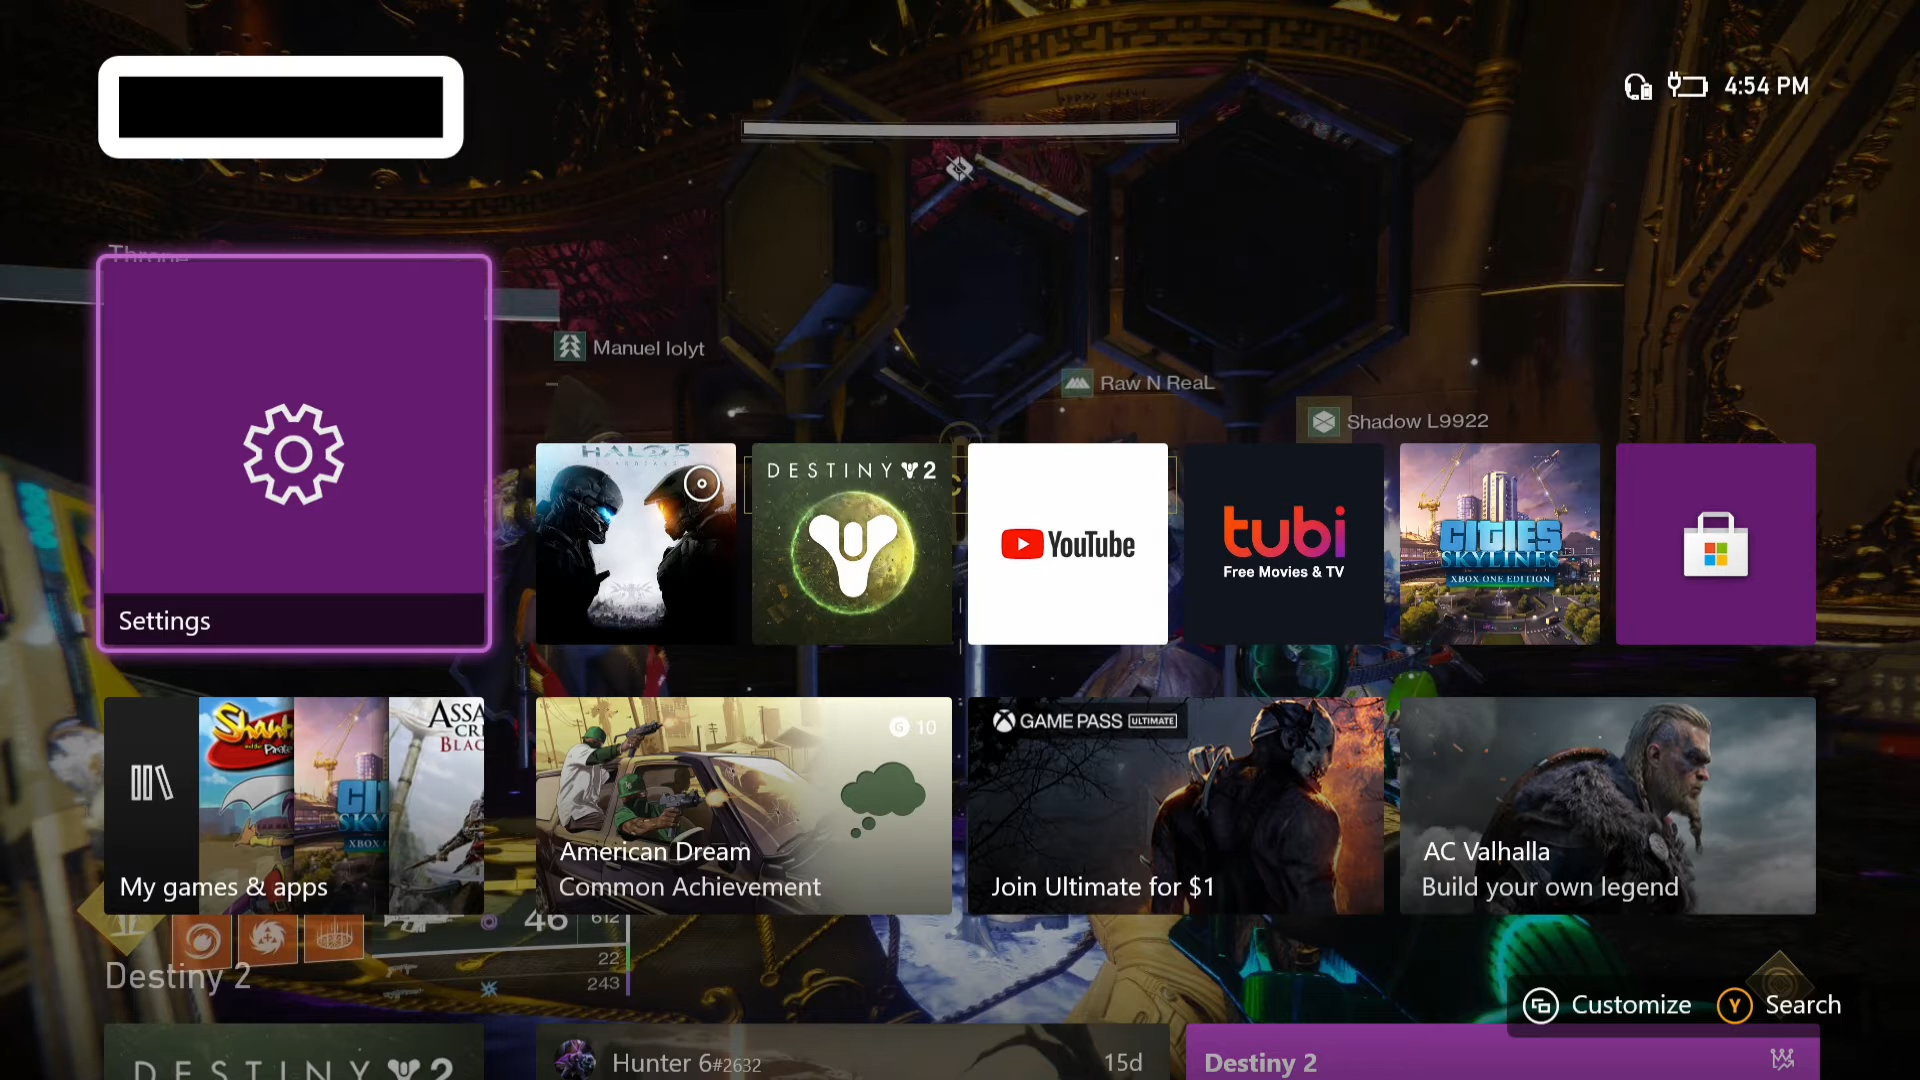 4:54 PM
Throne
Manuel lolyt
Raw N ReaL
Shadow L9922
Settings
HALO 5
DESTINY 2
YouTube
tubi
Free Movies & TV
CITIES
SKYLINES
XBOX ONE EDITION
My games & apps
G 10
American Dream
Common Achievement
GAME PASS ULTIMATE
Join Ultimate for $1
AC Valhalla
Build your own legend
46
612
22
243
Destiny 2
Customize
Y Search
DESTINY 2
Hunter 6#2632
15d
Destiny 2